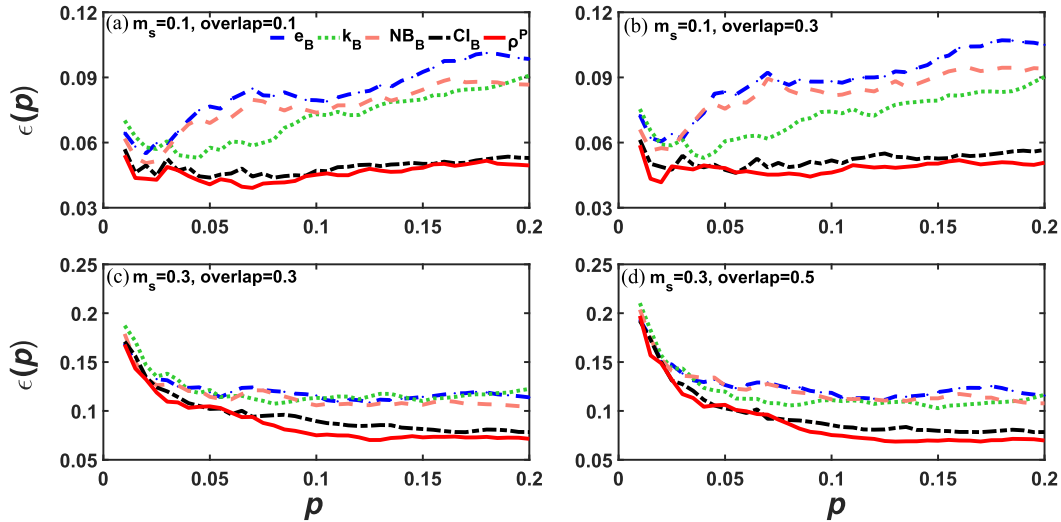 (a) m_s=0.1, overlap=0.1
e_B k_B NB_B Cl_B ρ^P
0.12
0.09
0.06
0.03
ϵ(p)
0 0.05 0.1 0.15 0.2
(b) m_s=0.1, overlap=0.3
0.12
0.09
0.06
0.03
ϵ(p)
0 0.05 0.1 0.15 0.2
(c) m_s=0.3, overlap=0.3
0.25
0.2
0.15
0.1
0.05
ϵ(p)
0 0.05 0.1 0.15 0.2
p
(d) m_s=0.3, overlap=0.5
0.25
0.2
0.15
0.1
0.05
ϵ(p)
0 0.05 0.1 0.15 0.2
p